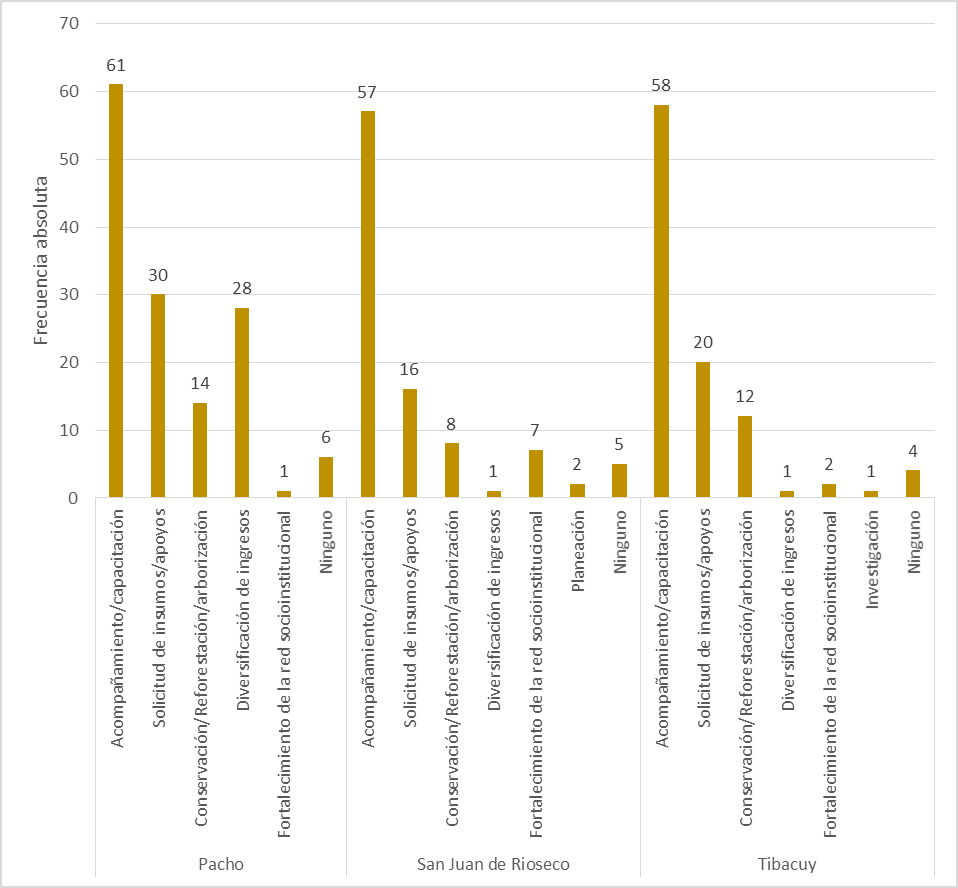 70
60
50
40
30
20
10
0
Frecuencia absoluta
61
30
14
28
1
6
57
16
8
1
7
2
5
58
20
12
1
2
1
4
Acompañamiento/capacitación
Solicitud de insumos/apoyos
Conservación/Reforestación/arborización
Diversificación de ingresos
Fortalecimiento de la red socioinstitucional
Ninguno
Acompañamiento/capacitación
Solicitud de insumos/apoyos
Conservación/Reforestación/arborización
Diversificación de ingresos
Fortalecimiento de la red socioinstitucional
Planeación
Ninguno
Acompañamiento/capacitación
Solicitud de insumos/apoyos
Conservación/Reforestación/arborización
Diversificación de ingresos
Fortalecimiento de la red socioinstitucional
Investigación
Ninguno
Pacho
San Juan de Rioseco
Tibacuy